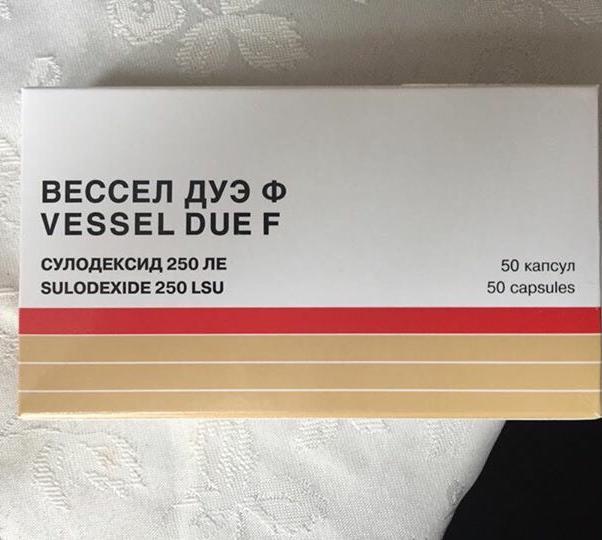 ВЕССЕЛ ДУЭ Ф
VESSEL DUE F
СУЛОДЕКСИД 250 ЛЕ
SULODEXIDE 250 LSU
50 капсул
50 capsules